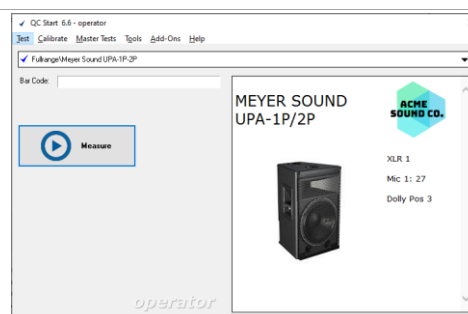 QC Start 6.6 - operator
Test Calibrate Master Tests Tools Add-Ons Help
Fullrange\Meyer Sound UPA-1P-2P
Bar Code:
Measure
operator
MEYER SOUND
UPA-1P/2P
ACME
SOUND CO.
XLR 1
Mic 1: 27
Dolly Pos 3